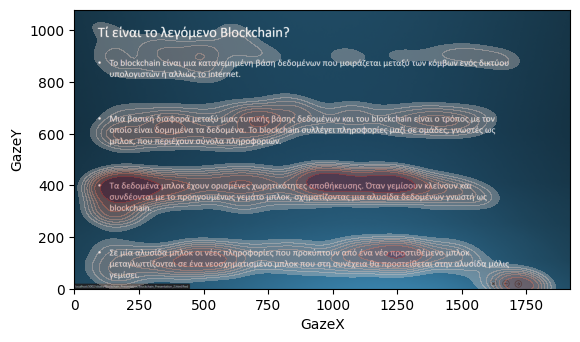 Τί είναι το λεγόμενο Blockchain?
• Το blockchain είναι μια κατανεμημένη βάση δεδομένων που μοιράζεται μεταξύ των κόμβων ενός δικτύου
υπολογιστών ή αλλιώς το internet.
• Μια βασική διαφορά μεταξύ μιας τυπικής βάσης δεδομένων και του blockchain είναι ο τρόπος με τον
οποίο είναι δομημένα τα δεδομένα. Το blockchain συλλέγει πληροφορίες μαζί σε ομάδες, γνωστές ως
μπλοκ, που περιέχουν σύνολα πληροφοριών.
• Τα δεδομένα μπλοκ έχουν ορισμένες χωρητικότητες αποθήκευσης. Όταν γεμίσουν κλείνουν και
συνδέονται με το προηγουμένως γεμάτο μπλοκ, σχηματίζοντας μια αλυσίδα δεδομένων γνωστή ως
blockchain.
• Σε μία αλυσίδα μπλοκ οι νέες πληροφορίες που προκύπτουν από ένα νέο προστιθέμενο μπλοκ
μεταγλωττίζονται σε ένα νεοσχηματισμένο μπλοκ που στη συνέχεια θα προστεθεί στην αλυσίδα μόλις
γεμίσει.
GazeY
1000
800
600
400
200
0
0 250 500 750 1000 1250 1500 1750
GazeX